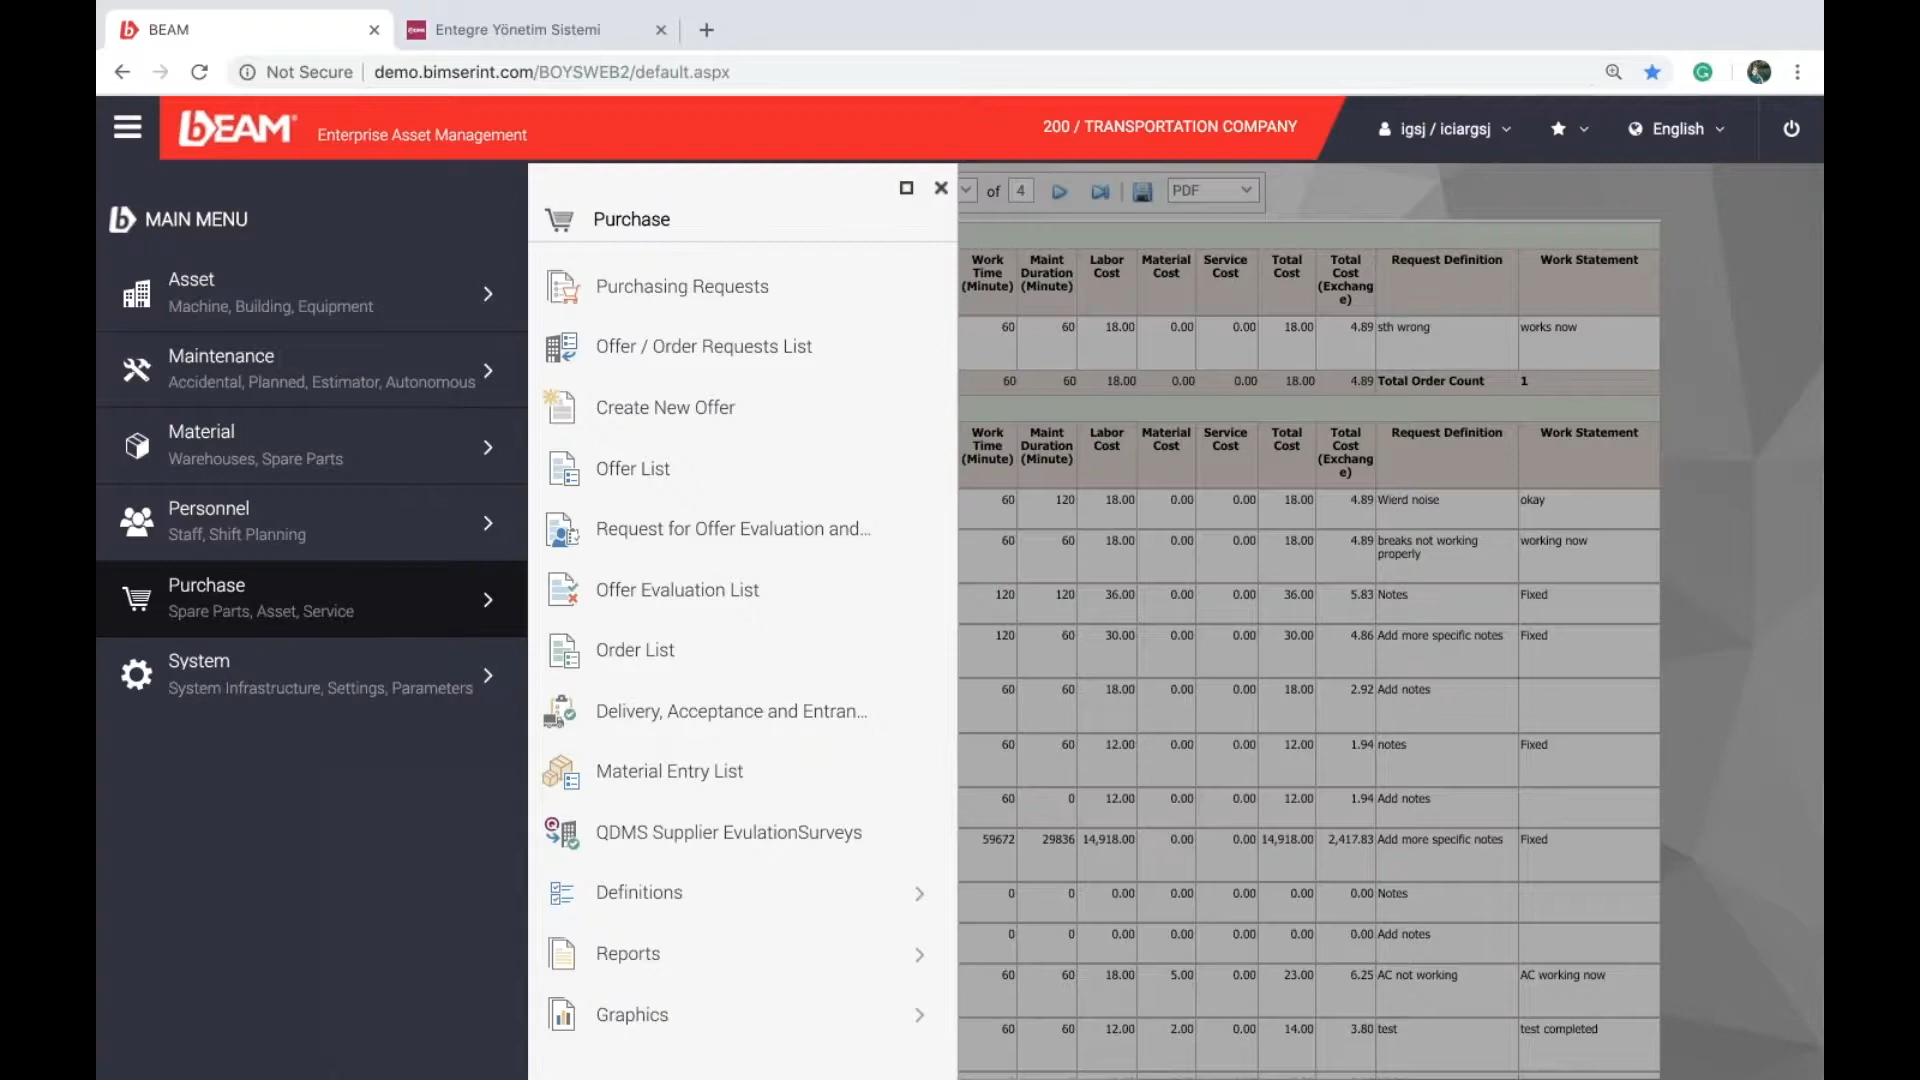 BEAM
Entegre Yönetim Sistemi
Not Secure
demo.bimserint.com/BOYSWEB2/default.aspx
bEAM
Enterprise Asset Management
200 / TRANSPORTATION COMPANY
igsj / iciargsj
English
MAIN MENU
Asset
Machine, Building, Equipment
Maintenance
Accidental, Planned, Estimator, Autonomous
Material
Warehouses, Spare Parts
Personnel
Staff, Shift Planning
Purchase
Spare Parts, Asset, Service
System
System Infrastructure, Settings, Parameters
Purchase
Purchasing Requests
Offer / Order Requests List
Create New Offer
Offer List
Request for Offer Evaluation and...
Offer Evaluation List
Order List
Delivery, Acceptance and Entran...
Material Entry List
QDMS Supplier EvulationSurveys
Definitions
Reports
Graphics
of 4 PDF
Work Time (Minute) Maint Duration (Minute) Labor Cost Material Cost Service Cost Total Cost Total Cost (Exchange) Request Definition Work Statement
60 60 18.00 0.00 0.00 18.00 4.89 sth wrong works now
60 60 18.00 0.00 0.00 18.00 4.89 Total Order Count 1
Work Time (Minute) Maint Duration (Minute) Labor Cost Material Cost Service Cost Total Cost Total Cost (Exchange) Request Definition Work Statement
60 120 18.00 0.00 0.00 18.00 4.89 Wierd noise okay
60 60 18.00 0.00 0.00 18.00 4.89 breaks not working properly working now
120 120 36.00 0.00 0.00 36.00 5.83 Notes Fixed
120 60 30.00 0.00 0.00 30.00 4.86 Add more specific notes Fixed
60 60 18.00 0.00 0.00 18.00 2.92 Add notes
60 60 12.00 0.00 0.00 12.00 1.94 notes Fixed
60 0 12.00 0.00 0.00 12.00 1.94 Add notes
59672 29836 14,918.00 0.00 0.00 14,918.00 2,417.83 Add more specific notes Fixed
0 0 0.00 0.00 0.00 0.00 0.00 Notes
0 0 0.00 0.00 0.00 0.00 0.00 Add notes
60 60 18.00 5.00 0.00 23.00 6.25 AC not working AC working now
60 60 12.00 2.00 0.00 14.00 3.80 test test completed